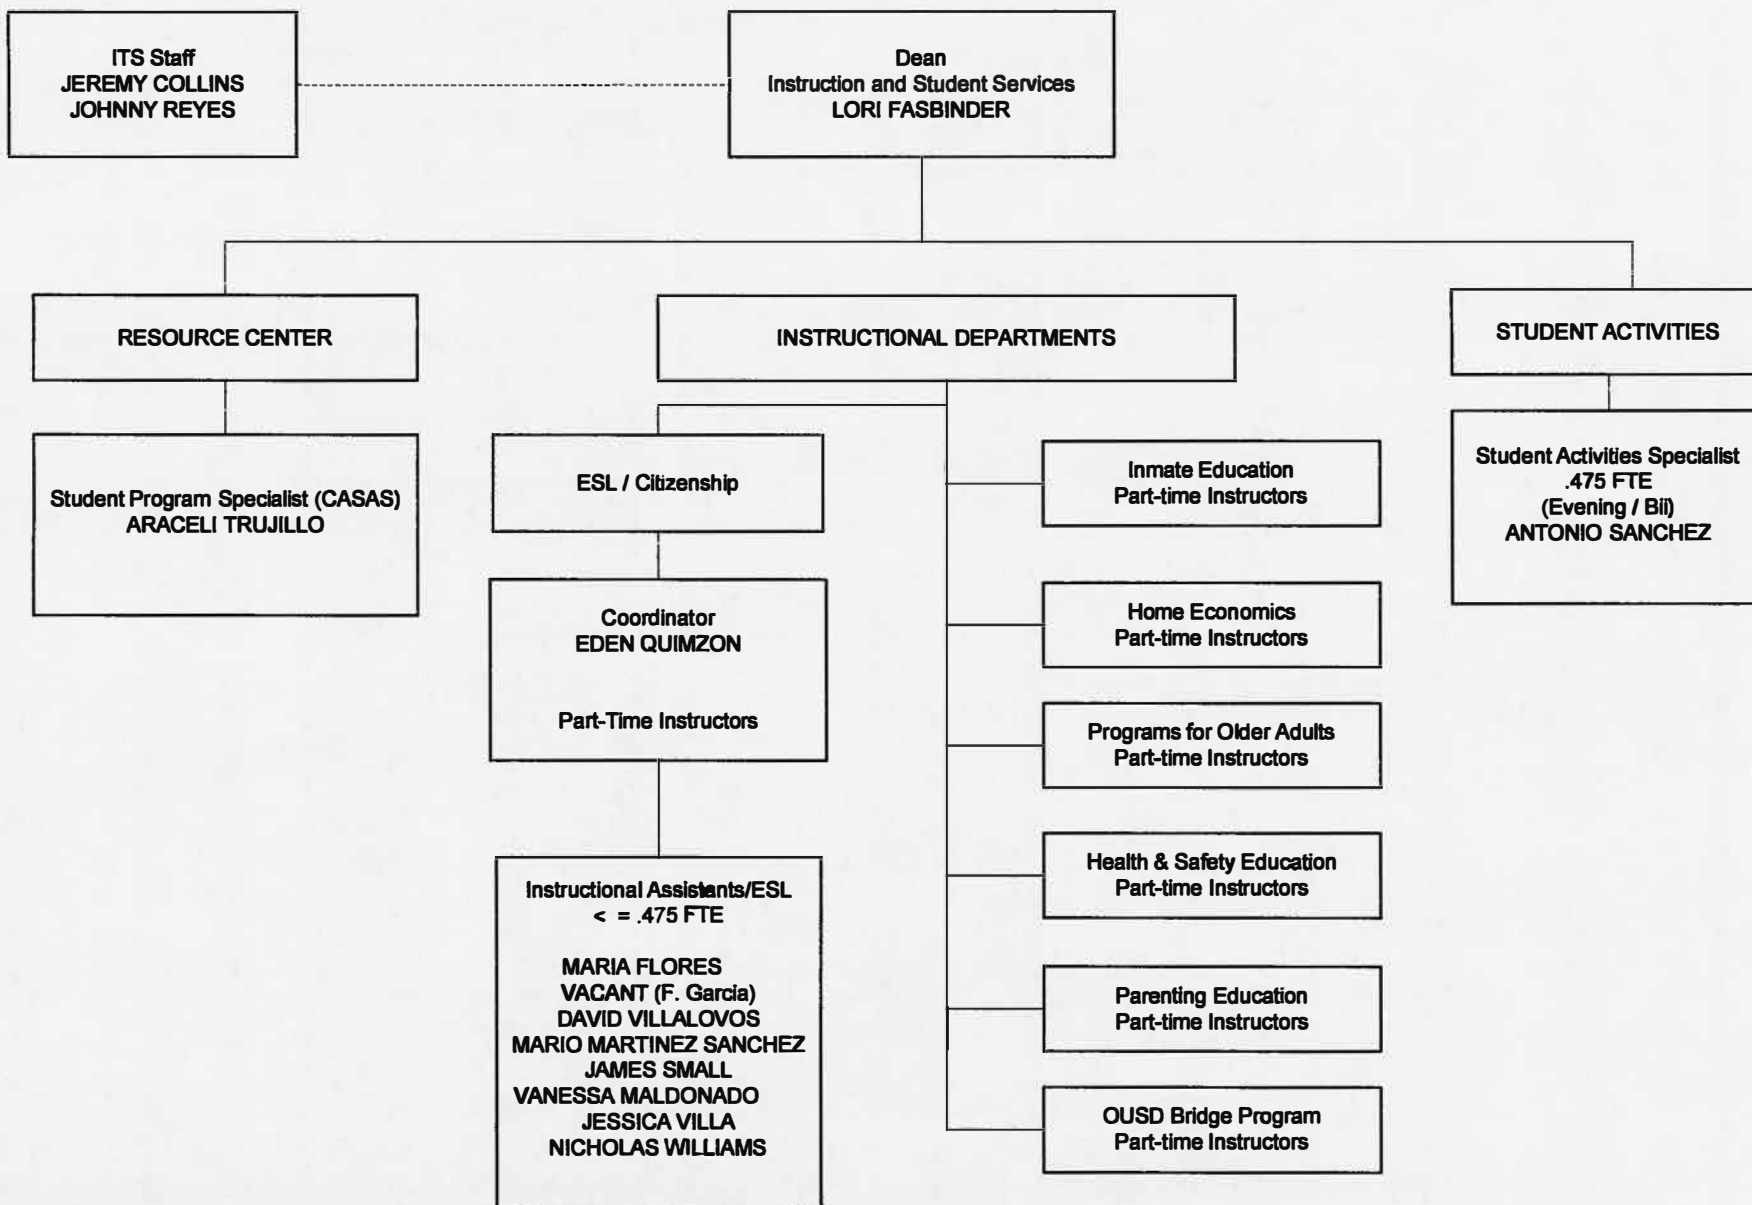 ITS Staff
JEREMY COLLINS
JOHNNY REYES
Dean
Instruction and Student Services
LORI FASBINDER
RESOURCE CENTER
INSTRUCTIONAL DEPARTMENTS
STUDENT ACTIVITIES
Student Program Specialist (CASAS)
ARACELI TRUJILLO
ESL / Citizenship
Coordinator
EDEN QUIMZON
Part-Time Instructors
Instructional Assistants/ESL
< = .475 FTE
MARIA FLORES
VACANT (F. Garcia)
DAVID VILLALOVOS
MARIO MARTINEZ SANCHEZ
JAMES SMALL
VANESSA MALDONADO
JESSICA VILLA
NICHOLAS WILLIAMS
Inmate Education
Part-time Instructors
Home Economics
Part-time Instructors
Programs for Older Adults
Part-time Instructors
Health & Safety Education
Part-time Instructors
Parenting Education
Part-time Instructors
OUSD Bridge Program
Part-time Instructors
Student Activities Specialist
.475 FTE
(Evening / Bii)
ANTONIO SANCHEZ